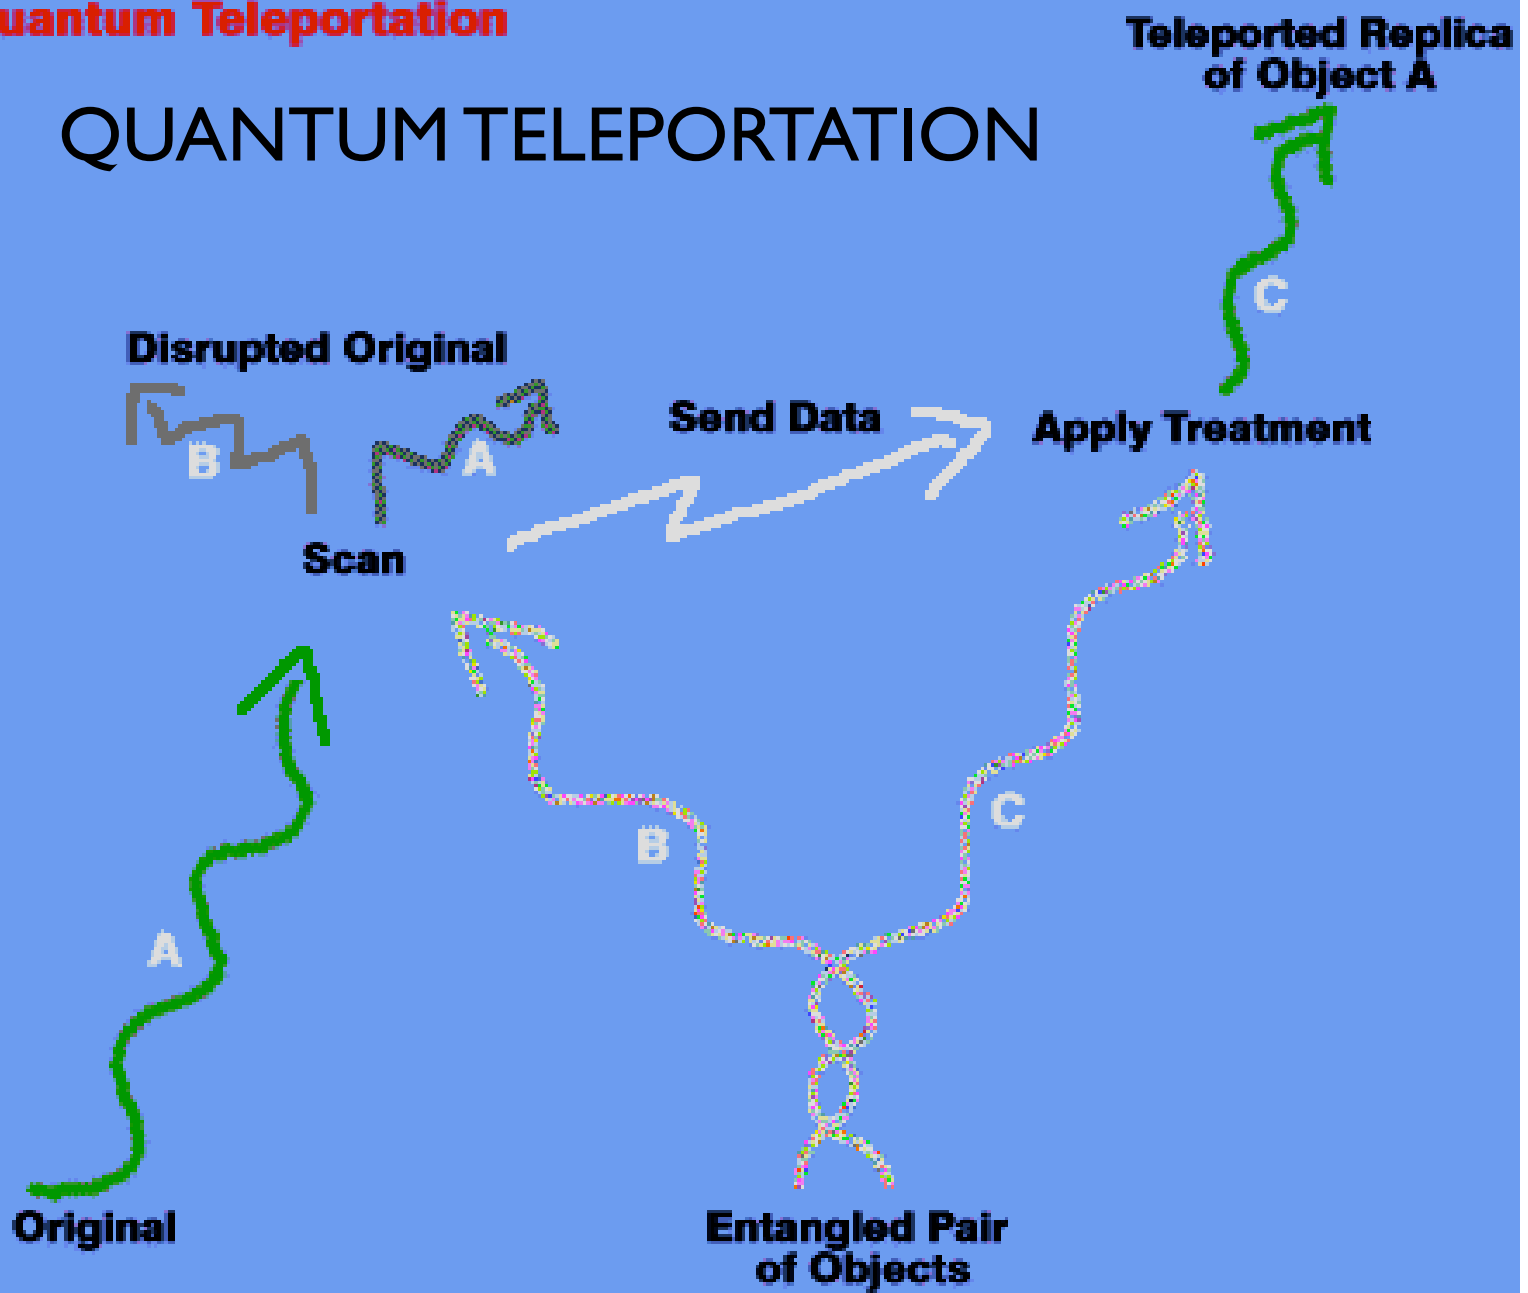 uantum Teleportation
Teleported Replica
of Object A
QUANTUM TELEPORTATION
C
Disrupted Original
B
A
Send Data
Apply Treatment
Scan
B
C
A
Original
Entangled Pair
of Objects